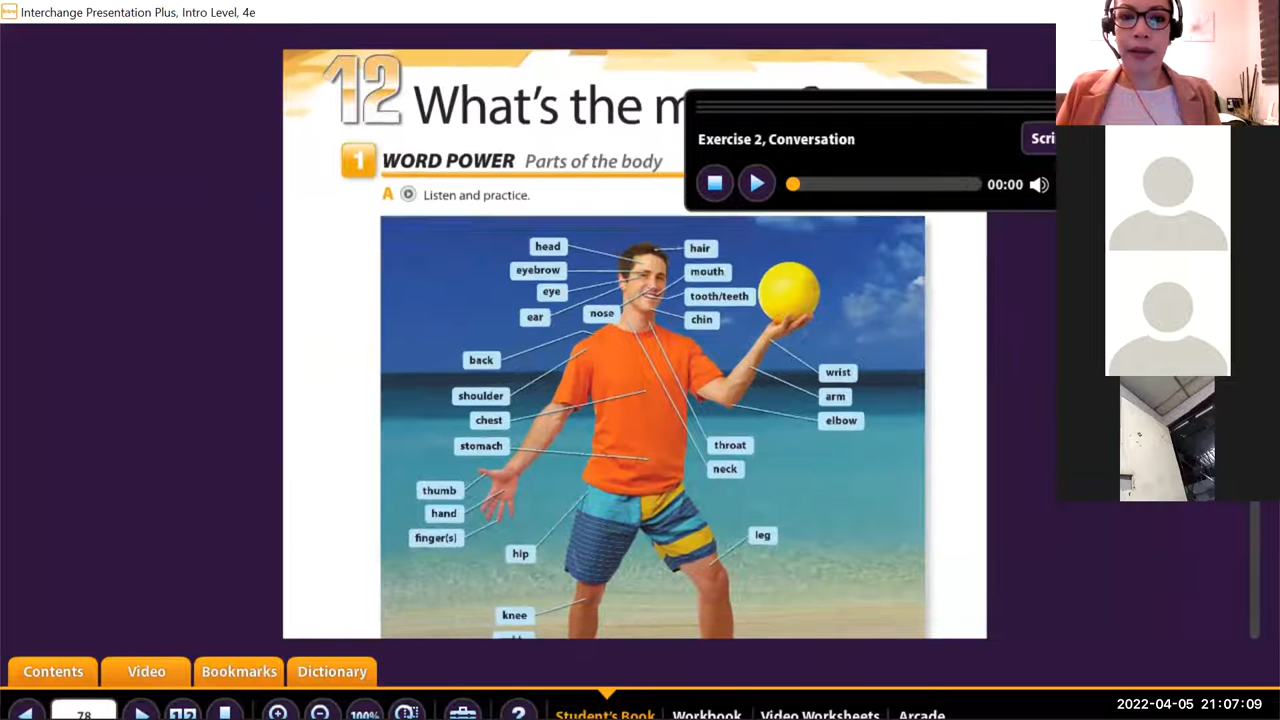 Interchange Presentation Plus, Intro Level, 4e
12 What's the m
1 WORD POWER Parts of the body
A Listen and practice.
Exercise 2, Conversation
Scri
00:00
head
hair
eyebrow
mouth
eye
tooth/teeth
ear
nose
chin
back
wrist
shoulder
arm
chest
elbow
stomach
throat
neck
thumb
hand
finger(s)
hip
leg
knee
Contents
Video
Bookmarks
Dictionary
78
100%
?
Student's Book
Workbook
Video Worksheets
Arcade
2022-04-05 21:07:09